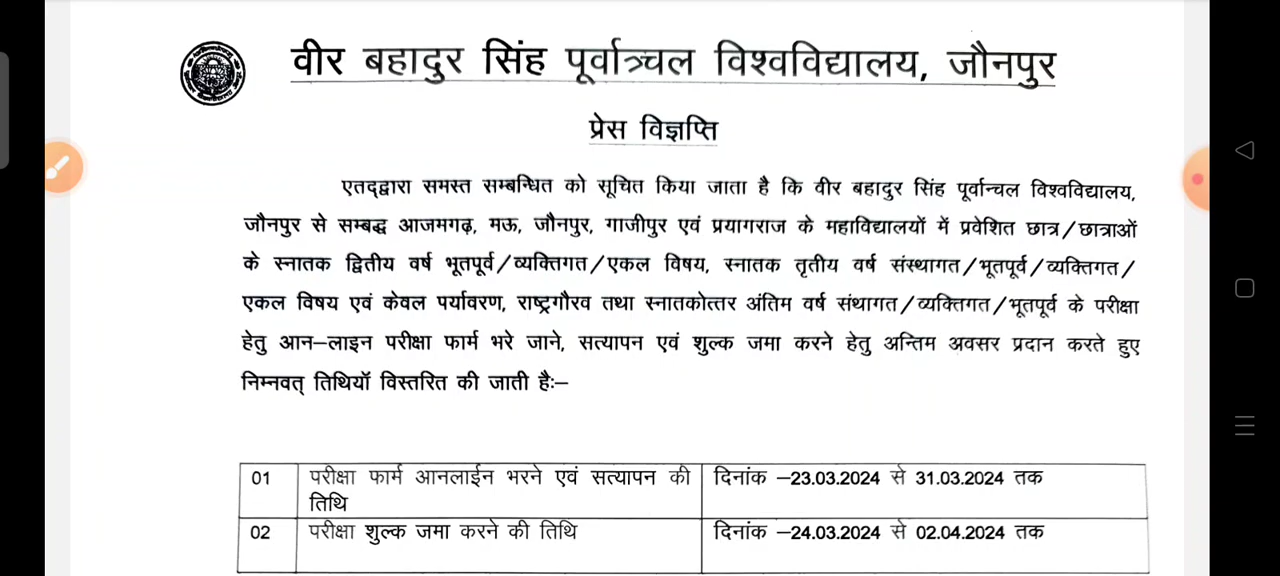 वीर बहादुर सिंह पूर्वाञ्चल विश्वविद्यालय, जौनपुर
प्रेस विज्ञप्ति
एतद्द्वारा समस्त सम्बन्धित को सूचित किया जाता है कि वीर बहादुर सिंह पूर्वान्चल विश्वविद्यालय,
जौनपुर से सम्बद्ध आजमगढ़, मऊ, जौनपुर, गाजीपुर एवं प्रयागराज के महाविद्यालयों में प्रवेशित छात्र/छात्राओं
के स्नातक द्वितीय वर्ष भूतपूर्व/व्यक्तिगत/एकल विषय, स्नातक तृतीय वर्ष संस्थागत/भूतपूर्व/व्यक्तिगत/
एकल विषय एवं केवल पर्यावरण, राष्ट्रगौरव तथा स्नातकोत्तर अंतिम वर्ष संथागत/व्यक्तिगत/भूतपूर्व के परीक्षा
हेतु आन–लाइन परीक्षा फार्म भरे जाने, सत्यापन एवं शुल्क जमा करने हेतु अन्तिम अवसर प्रदान करते हुए
निम्नवत् तिथियॉ विस्तरित की जाती है:–
01 परीक्षा फार्म आनलाईन भरने एवं सत्यापन की दिनांक –23.03.2024 से 31.03.2024 तक
तिथि
02 परीक्षा शुल्क जमा करने की तिथि दिनांक –24.03.2024 से 02.04.2024 तक